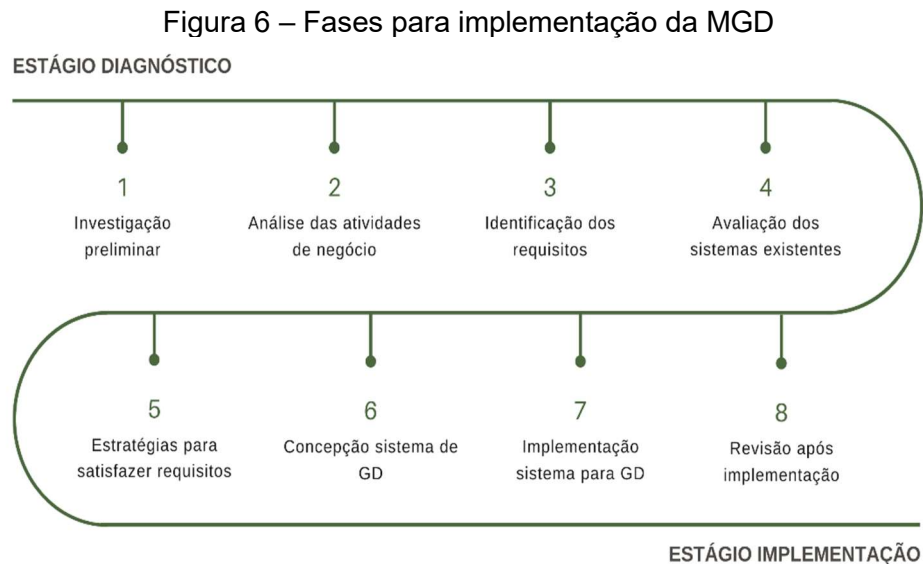 Figura 6 – Fases para implementação da MGD
ESTÁGIO DIAGNÓSTICO
1
Investigação
preliminar
2
Análise das atividades
de negócio
3
Identificação dos
requisitos
4
Avaliação dos
sistemas existentes
5
Estratégias para
satisfazer requisitos
6
Concepção sistema de
GD
7
Implementação
sistema para GD
8
Revisão após
implementação
ESTÁGIO IMPLEMENTAÇÃO